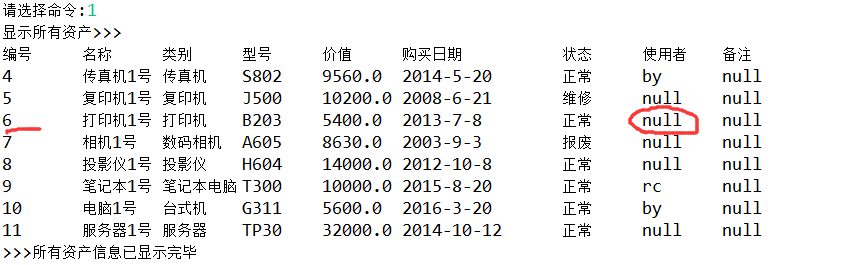 请选择命令:1
显示所有资产>>>
编号 名称 类别 型号 价值 购买日期 状态 使用者 备注
4 传真机1号 传真机 S802 9560.0 2014-5-20 正常 by null
5 复印机1号 复印机 J500 10200.0 2008-6-21 维修 null null
6 打印机1号 打印机 B203 5400.0 2013-7-8 正常 null null
7 相机1号 数码相机 A605 8630.0 2003-9-3 报废 null null
8 投影仪1号 投影仪 H604 14000.0 2012-10-8 正常 null null
9 笔记本1号 笔记本电脑 T300 10000.0 2015-8-20 正常 rc null
10 电脑1号 台式机 G311 5600.0 2016-3-20 正常 by null
11 服务器1号 服务器 TP30 32000.0 2014-10-12 正常 null null
>>>所有资产信息已显示完毕